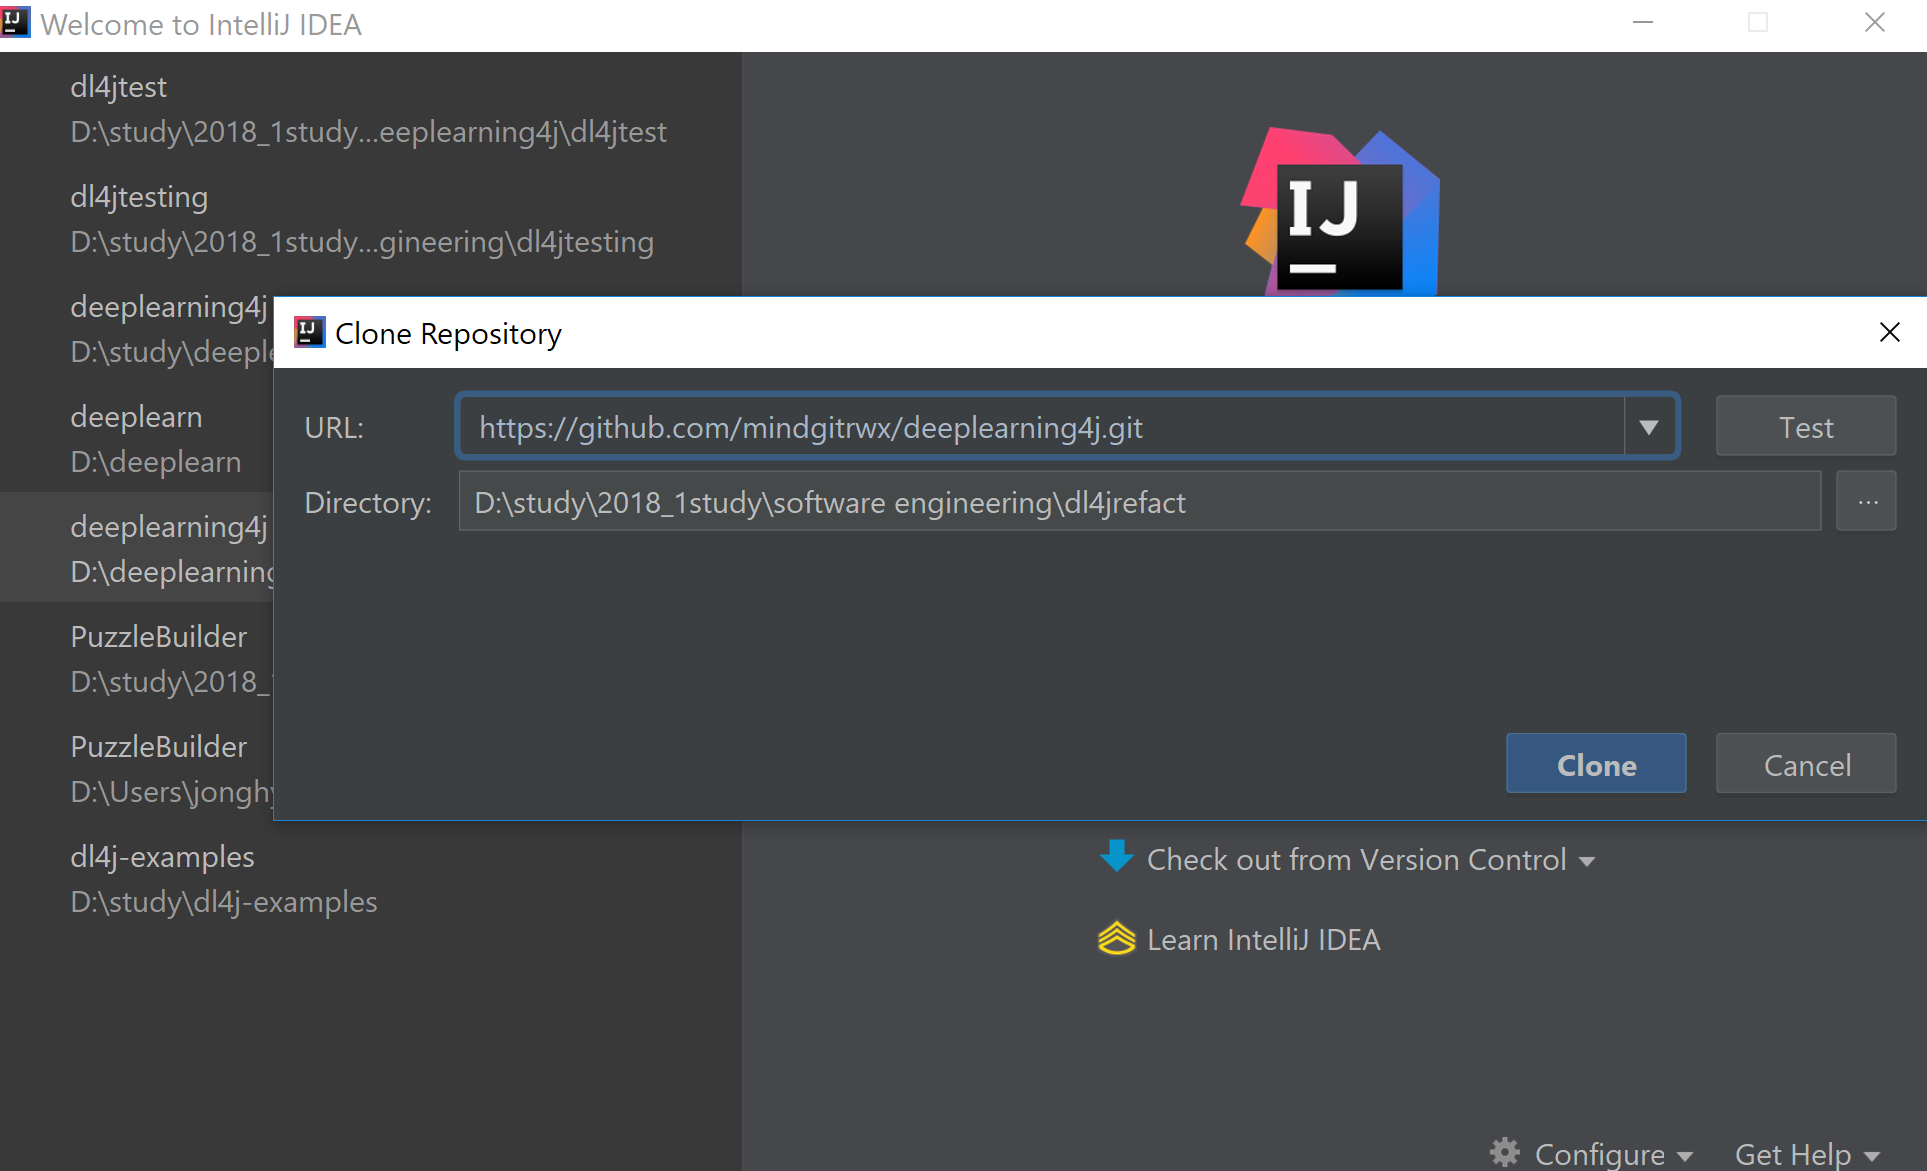 Welcome to IntelliJ IDEA
dl4jtest
D:\study\2018_1study...eeplearning4j\dl4jtest
dl4jtesting
D:\study\2018_1study...gineering\dl4jtesting
deeplearning4j
D:\study\deeple
deeplearn
D:\deeplearn
deeplearning4j
D:\deeplearning
PuzzleBuilder
D:\study\2018_
PuzzleBuilder
D:\Users\jonghy
dl4j-examples
D:\study\dl4j-examples
IJ
Clone Repository
URL:
https://github.com/mindgitrwx/deeplearning4j.git
Test
Directory:
D:\study\2018_1study\software engineering\dl4jrefact
...
Clone
Cancel
Check out from Version Control
Learn IntelliJ IDEA
Configure
Get Help